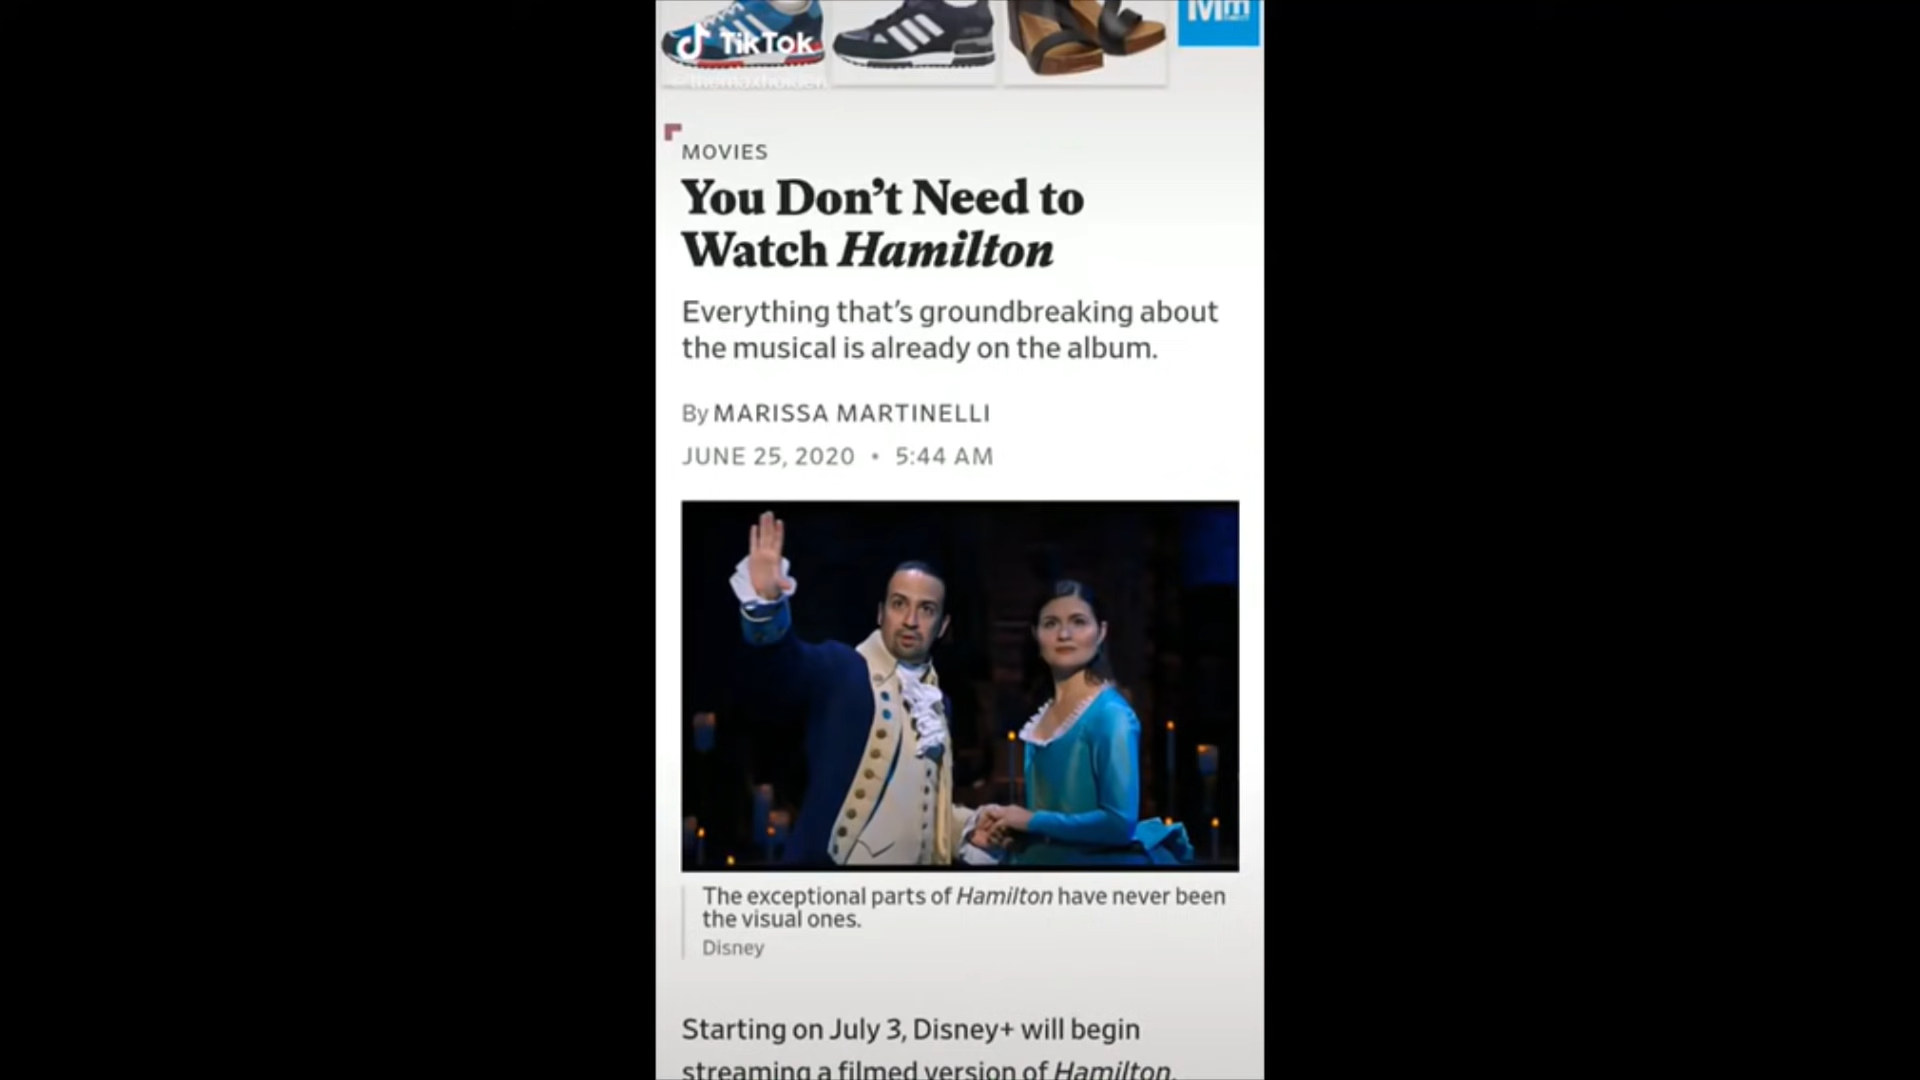 Mm
TikTok
MOVIES
You Don’t Need to
Watch Hamilton
Everything that’s groundbreaking about
the musical is already on the album.
By MARISSA MARTINELLI
JUNE 25, 2020 • 5:44 AM
The exceptional parts of Hamilton have never been
the visual ones.
Disney
Starting on July 3, Disney+ will begin
streaming a filmed version of Hamilton,